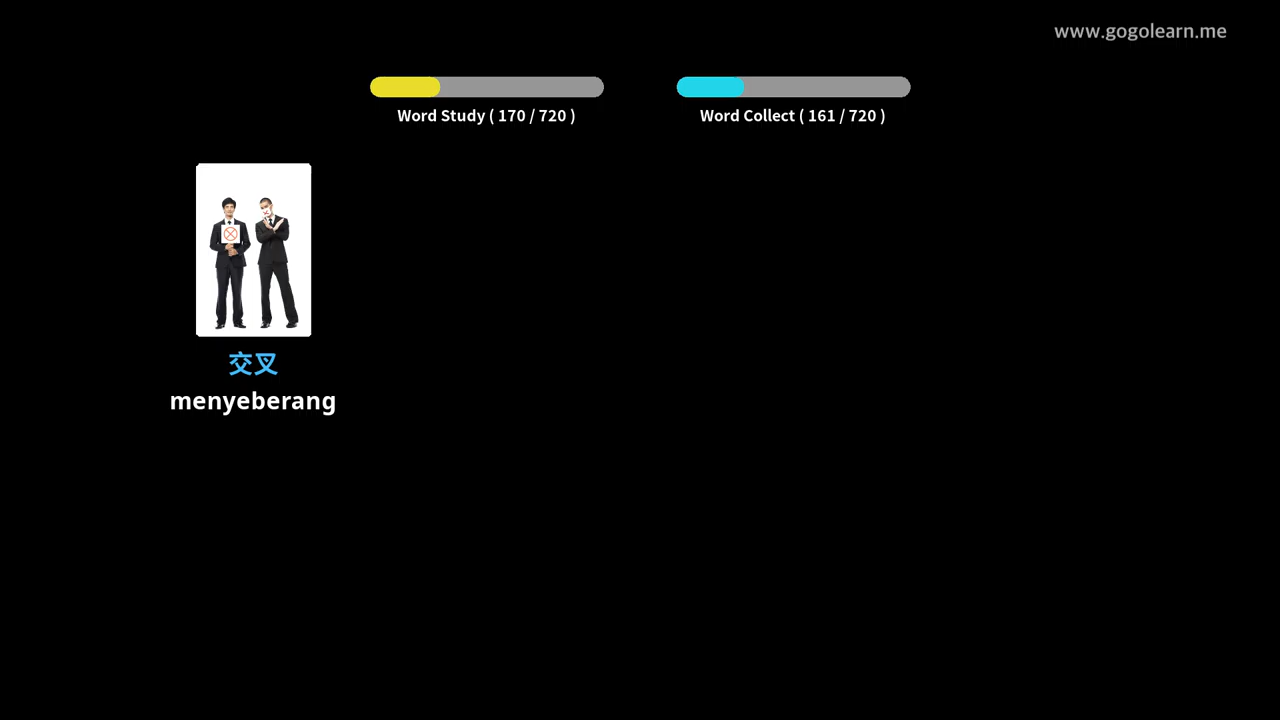 www.gogolearn.me
Word Study ( 170 / 720 )
Word Collect ( 161 / 720 )
交叉
menyeberang